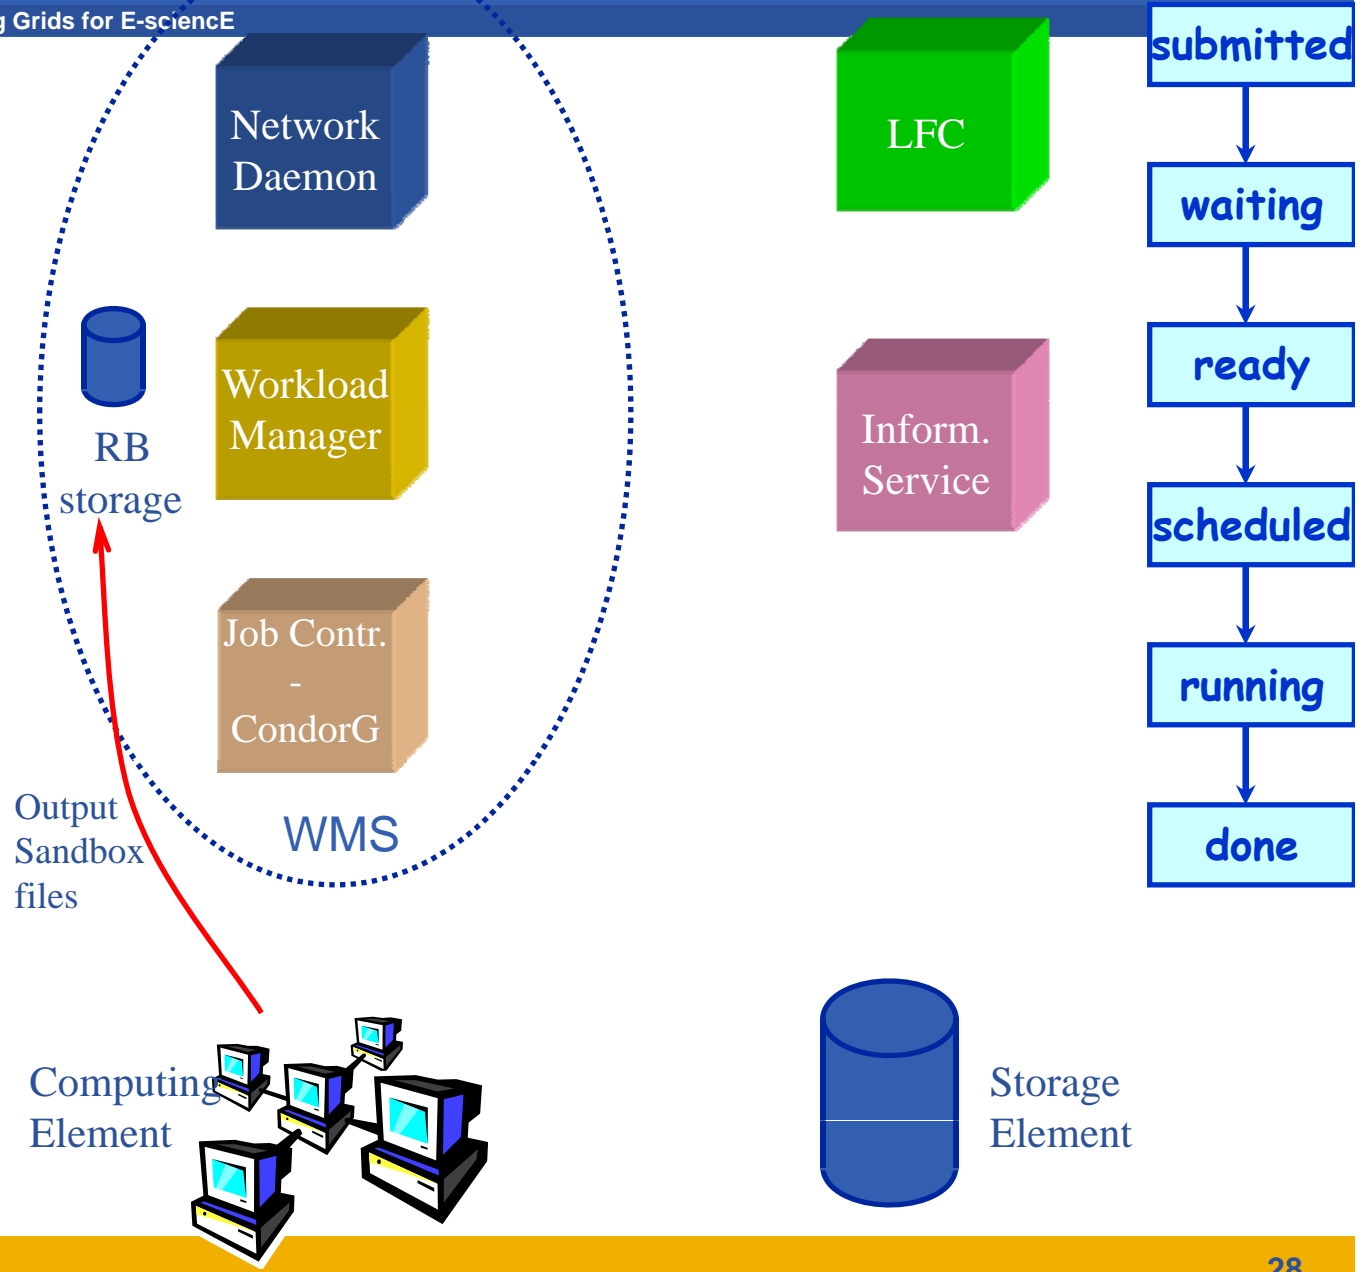 g Grids for E-sciencE
Network
Daemon
LFC
submitted
waiting
ready
scheduled
running
done
RB
storage
Workload
Manager
Inform.
Service
Job Contr.
-
CondorG
WMS
Output
Sandbox
files
Computing
Element
Storage
Element
28